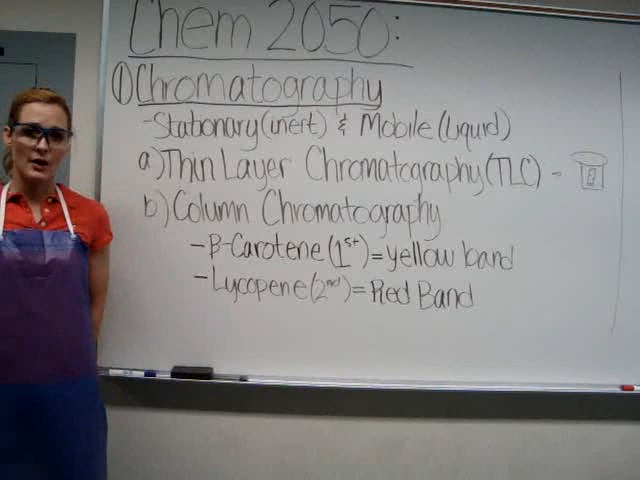 Chem 2050:
① Chromatography
- Stationary (inert) & Mobile (Liquid)
a) Thin Layer Chromatography (TLC) -
b) Column Chromatography
- β-Carotene (1st) = yellow band
- Lycopene (2nd) = Red Band